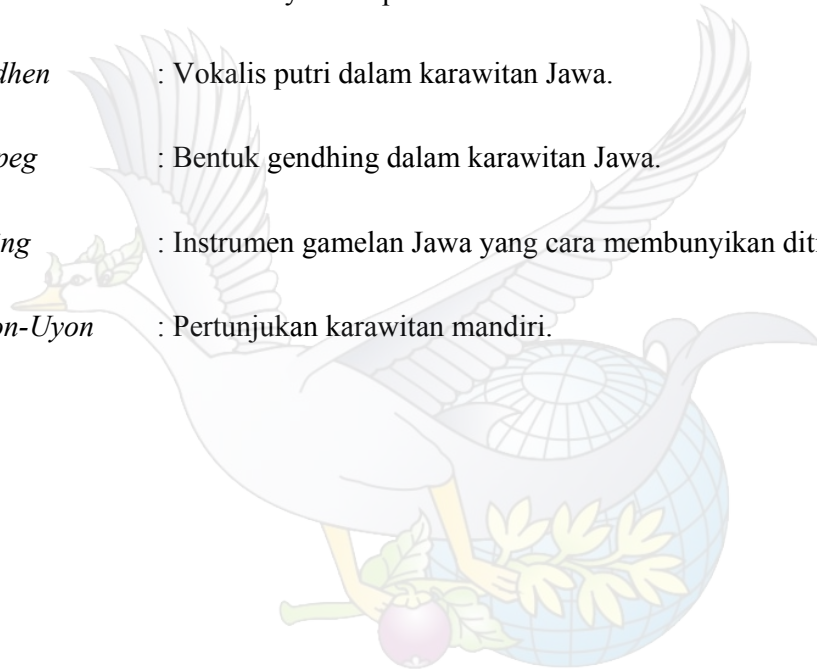 dhen : Vokalis putri dalam karawitan Jawa.
peg : Bentuk gendhing dalam karawitan Jawa.
ng : Instrumen gamelan Jawa yang cara membunyikan dit
on-Uyon : Pertunjukan karawitan mandiri.